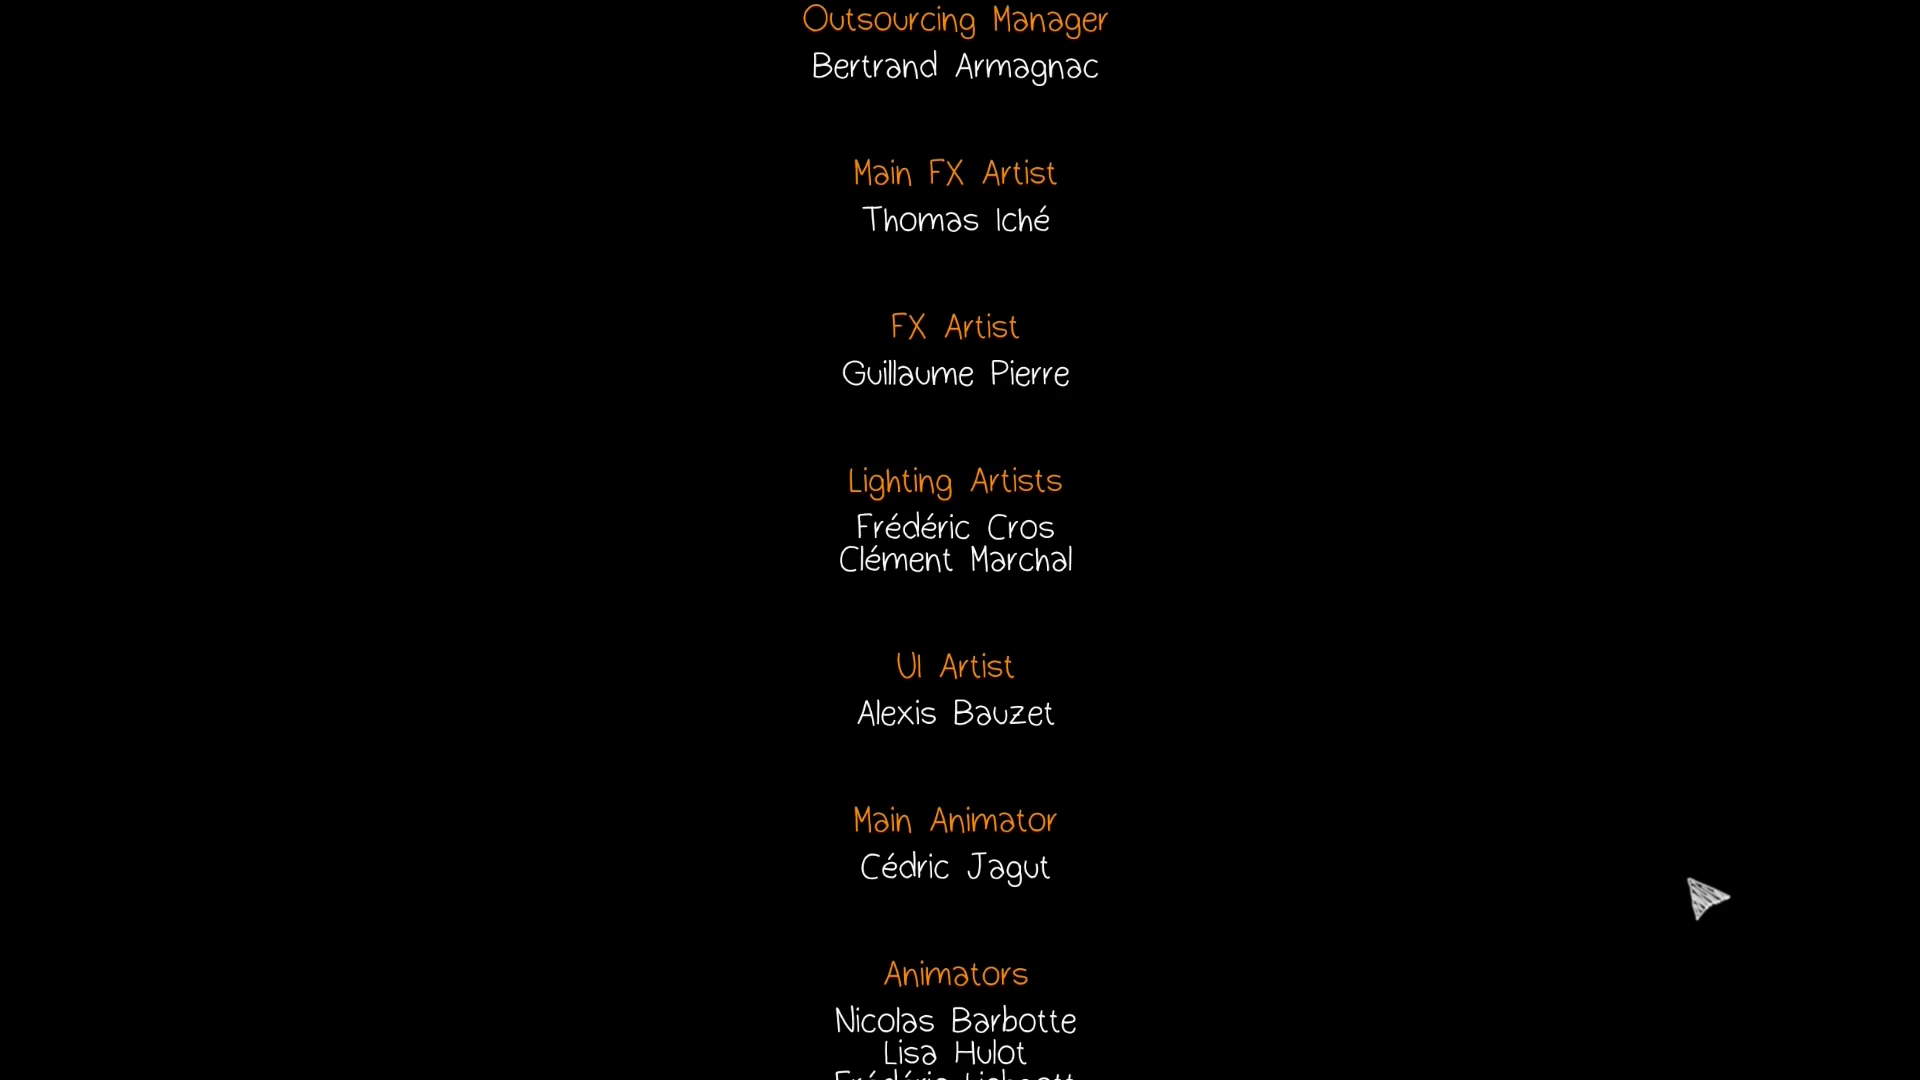 Outsourcing Manager
Bertrand Armagnac
Main FX Artist
Thomas Iché
FX Artist
Guillaume Pierre
Lighting Artists
Frédéric Cros
Clément Marchal
UI Artist
Alexis Bauzet
Main Animator
Cédric Jagut
Animators
Nicolas Barbotte
Lisa Hulot
Frédéric